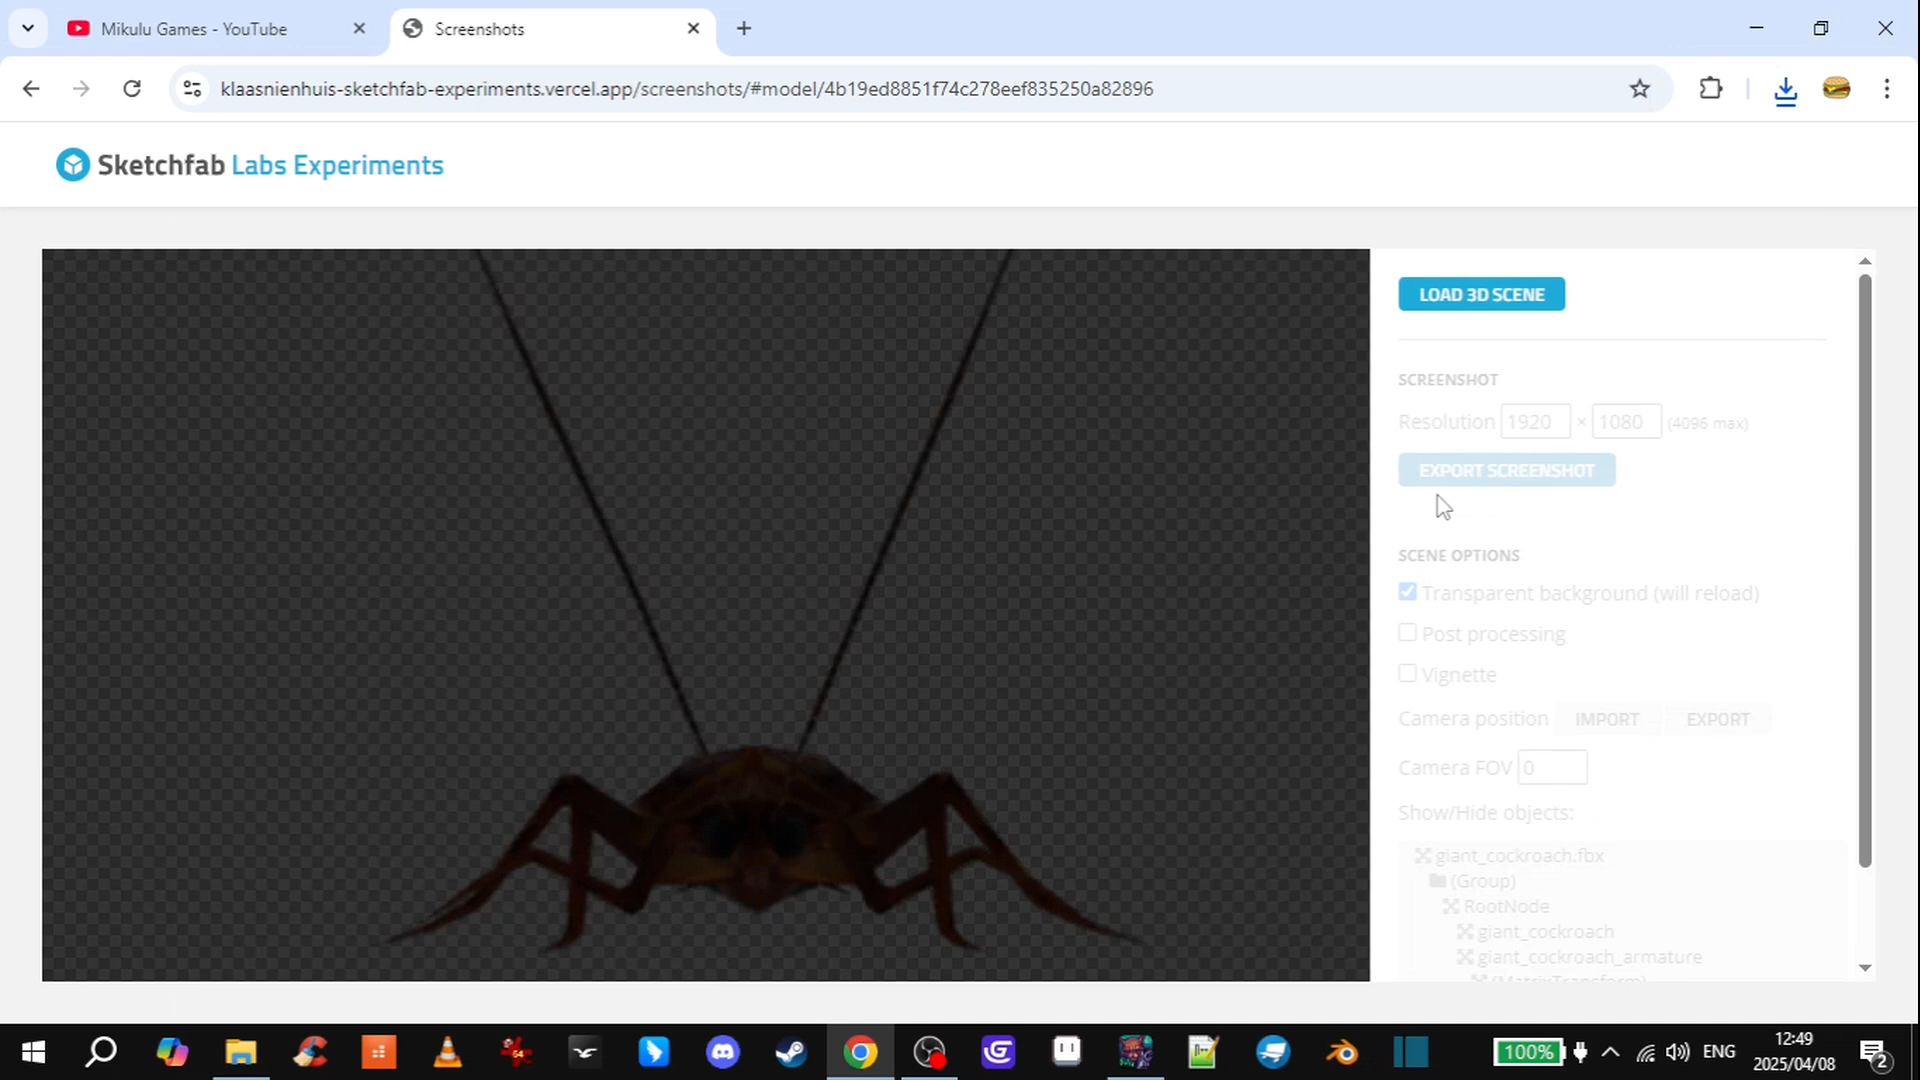 Mikulu Games - YouTube
Screenshots
klaasnienhuis-sketchfab-experiments.vercel.app/screenshots/#model/4b19ed8851f74c278eef835250a82896
Sketchfab Labs Experiments
LOAD 3D SCENE
SCREENSHOT
Resolution 1920 × 1080 (4096 max)
EXPORT SCREENSHOT
SCENE OPTIONS
Transparent background (will reload)
Post processing
Vignette
Camera position IMPORT EXPORT
Camera FOV 0
Show/Hide objects:
giant_cockroach.fbx
(Group)
RootNode
giant_cockroach
giant_cockroach_armature
(MatrixTransform)
64
100%
ENG
12:49
2025/04/08
2